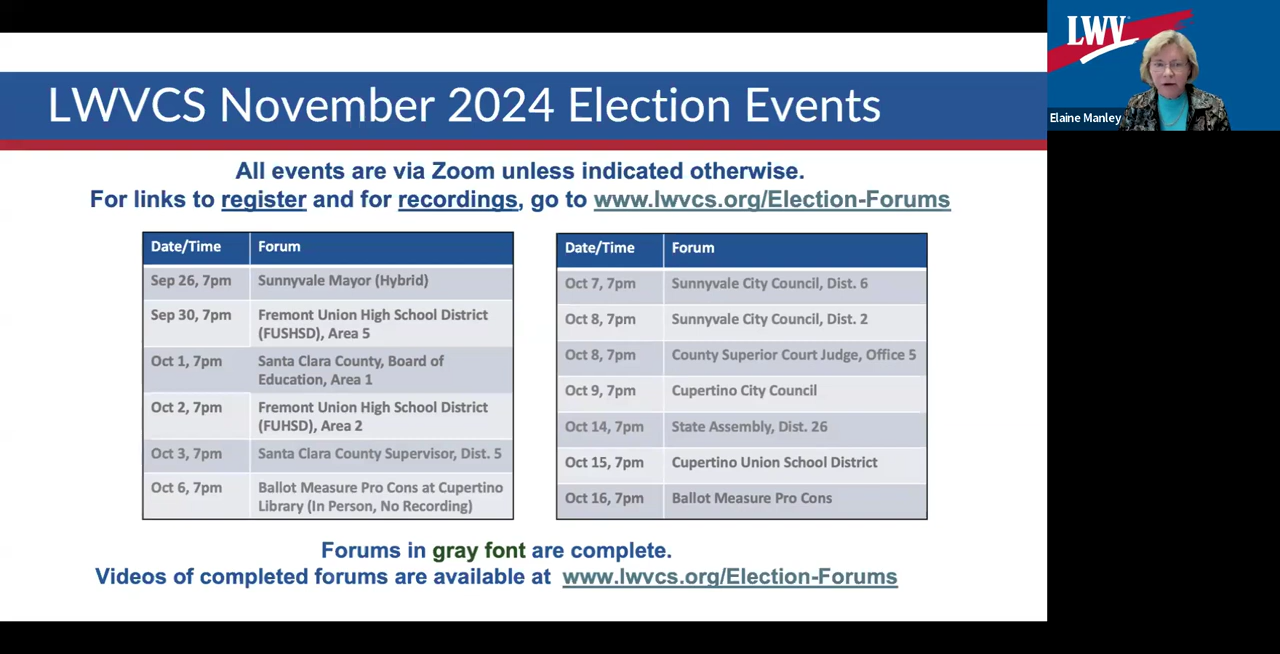 LWVCS November 2024 Election Events
LWV
Elaine Manley
All events are via Zoom unless indicated otherwise.
For links to register and for recordings, go to www.lwvcs.org/Election-Forums
Date/Time Forum
Sep 26, 7pm Sunnyvale Mayor (Hybrid)
Sep 30, 7pm Fremont Union High School District
(FUSHSD), Area 5
Oct 1, 7pm Santa Clara County, Board of
Education, Area 1
Oct 2, 7pm Fremont Union High School District
(FUHSD), Area 2
Oct 3, 7pm Santa Clara County Supervisor, Dist. 5
Oct 6, 7pm Ballot Measure Pro Cons at Cupertino
Library (In Person, No Recording)
Date/Time Forum
Oct 7, 7pm Sunnyvale City Council, Dist. 6
Oct 8, 7pm Sunnyvale City Council, Dist. 2
Oct 8, 7pm County Superior Court Judge, Office 5
Oct 9, 7pm Cupertino City Council
Oct 14, 7pm State Assembly, Dist. 26
Oct 15, 7pm Cupertino Union School District
Oct 16, 7pm Ballot Measure Pro Cons
Forums in gray font are complete.
Videos of completed forums are available at www.lwvcs.org/Election-Forums